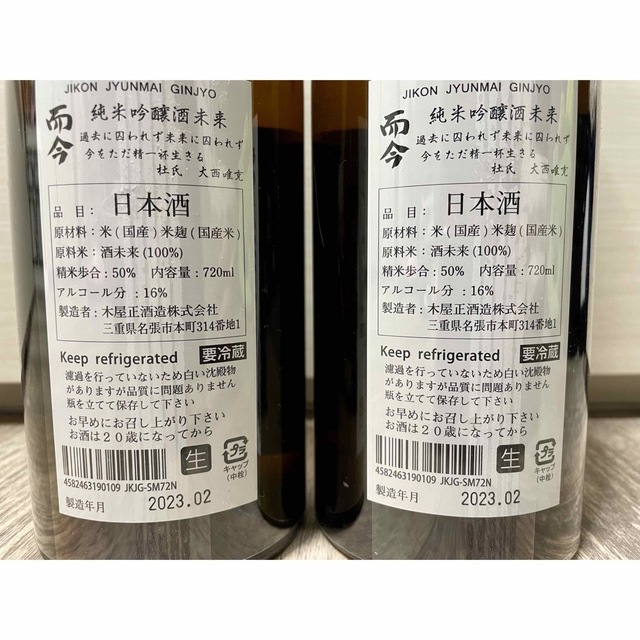 JIKON JYUNMAI GINJYO
而今
純米吟醸酒未来
過去に囚われず未来に囚われず
今をただ精一杯生きる
杜氏 大西唯克
品目: 日本酒
原材料: 米(国産)米麹(国産米)
原料米: 酒未来(100%)
精米歩合: 50% 内容量: 720ml
アルコール分 : 16%
製造者: 木屋正酒造株式会社
三重県名張市本町314番地1
Keep refrigerated 要冷蔵
濾過を行っていないため白い沈殿物
がありますが品質に問題ありません
瓶を立てて保存して下さい
お早めにお召し上がり下さい
お酒は20歳になってから
生
プラ
キャップ
(中栓)
4582463190109 JKJG-SM72N
製造年月 2023.02
JIKON JYUNMAI GINJYO
而今
純米吟醸酒未来
過去に囚われず未来に囚われず
今をただ精一杯生きる
杜氏 大西唯克
品目: 日本酒
原材料: 米(国産)米麹(国産米)
原料米: 酒未来(100%)
精米歩合: 50% 内容量: 720ml
アルコール分 : 16%
製造者: 木屋正酒造株式会社
三重県名張市本町314番地1
Keep refrigerated 要冷蔵
濾過を行っていないため白い沈殿物
がありますが品質に問題ありません
瓶を立てて保存して下さい
お早めにお召し上がり下さい
お酒は20歳になってから
生
プラ
キャップ
(中栓)
4582463190109 JKJG-SM72N
製造年月 2023.02